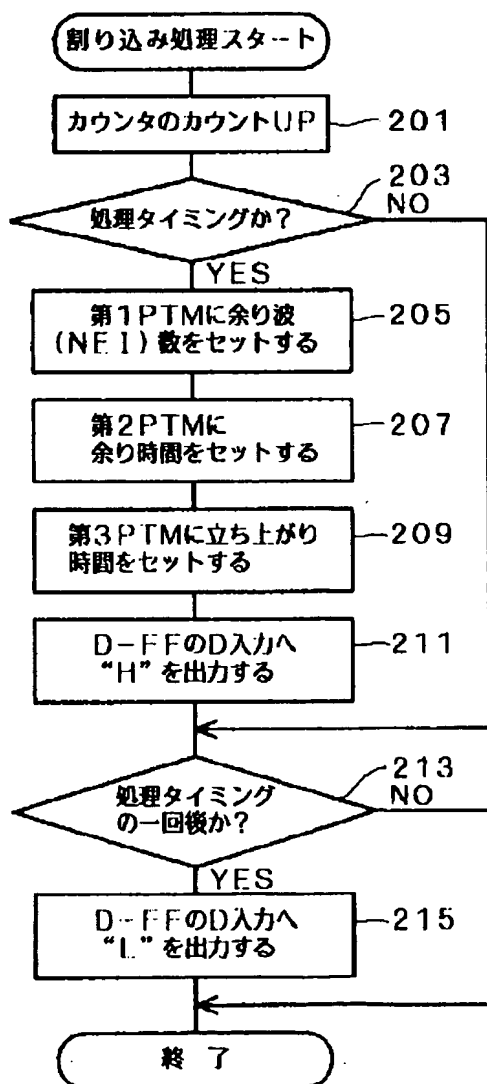 割り込み処理スタート
カウンタのカウントUP
201
処理タイミングか?
203
NO
YES
第1PTMに余り波
(NEI)数をセットする
205
第2PTMに
余り時間をセットする
207
第3PTMに立ち上がり
時間をセットする
209
D-FFのD入力へ
“H”を出力する
211
処理タイミング
の一回後か?
213
NO
YES
D-FFのD入力へ
“L”を出力する
215
終 了